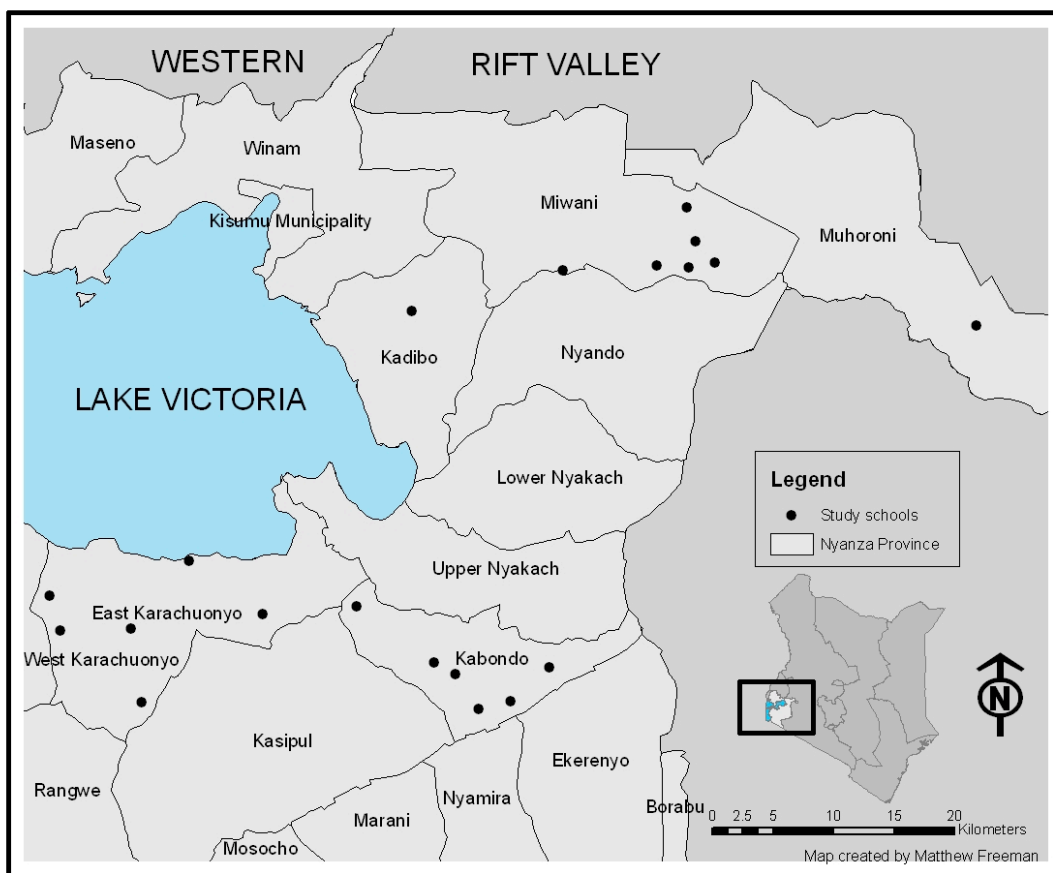 WESTERN
RIFT VALLEY
Maseno
Winam
Kisumu Municipality
Miwani
Muhoroni
Kadibo
Nyando
LAKE VICTORIA
Lower Nyakach
Legend
Study schools
Nyanza Province
Upper Nyakach
East Karachuonyo
West Karachuonyo
Kabondo
N
Kasipul
Ekerenyo
Rangwe
Nyamira
Borabu
Marani
Mosocho
0 2.5 5 10 15 20
Kilometers
Map created by Matthew Freeman